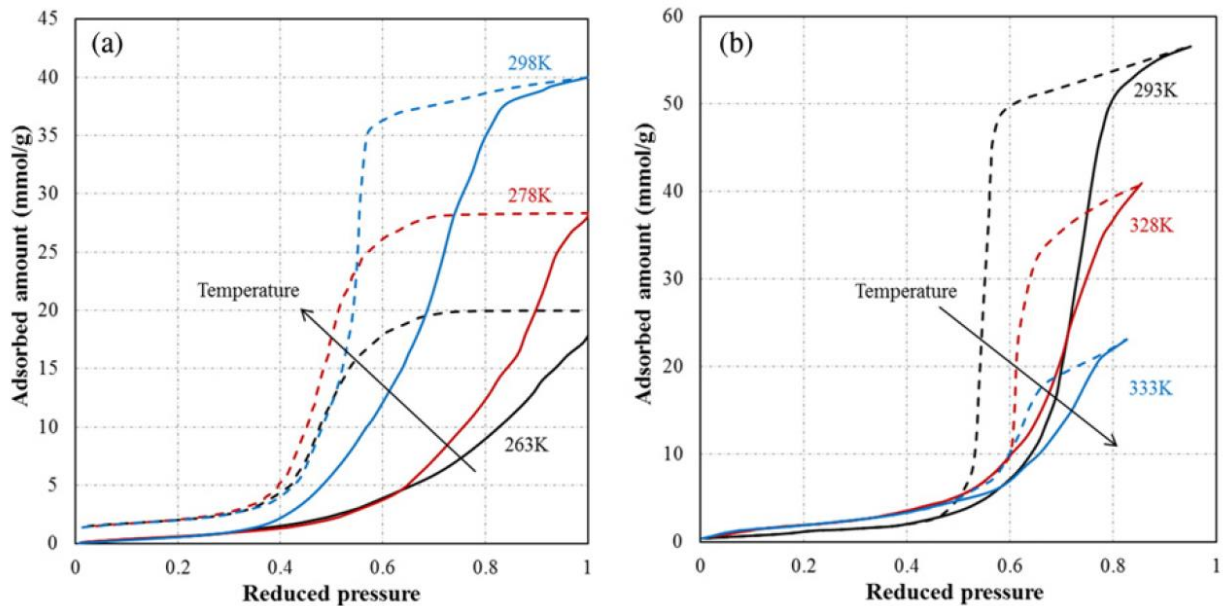 (a)
45
40
35
30
25
20
15
10
5
0
Adsorbed amount (mmol/g)
298K
278K
Temperature
263K
0
0.2
0.4
0.6
0.8
1
Reduced pressure
(b)
60
50
40
30
20
10
0
Adsorbed amount (mmol/g)
293K
328K
Temperature
333K
0
0.2
0.4
0.6
0.8
1
Reduced pressure